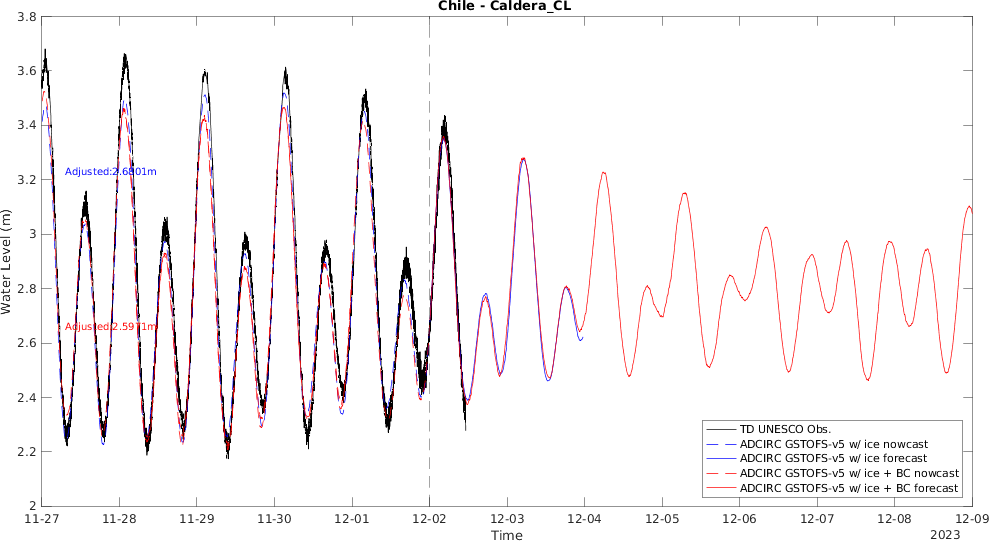 Chile - Caldera_CL
Water Level (m)
3.8
3.6
3.4
3.2
3
2.8
2.6
2.4
2.2
2
Adjusted:2.6801m
Adjusted:2.5971m
TD UNESCO Obs.
ADCIRC GSTOFS-v5 w/ ice nowcast
ADCIRC GSTOFS-v5 w/ ice forecast
ADCIRC GSTOFS-v5 w/ ice + BC nowcast
ADCIRC GSTOFS-v5 w/ ice + BC forecast
11-27 11-28 11-29 11-30 12-01 12-02 12-03 12-04 12-05 12-06 12-07 12-08 12-09
Time
2023